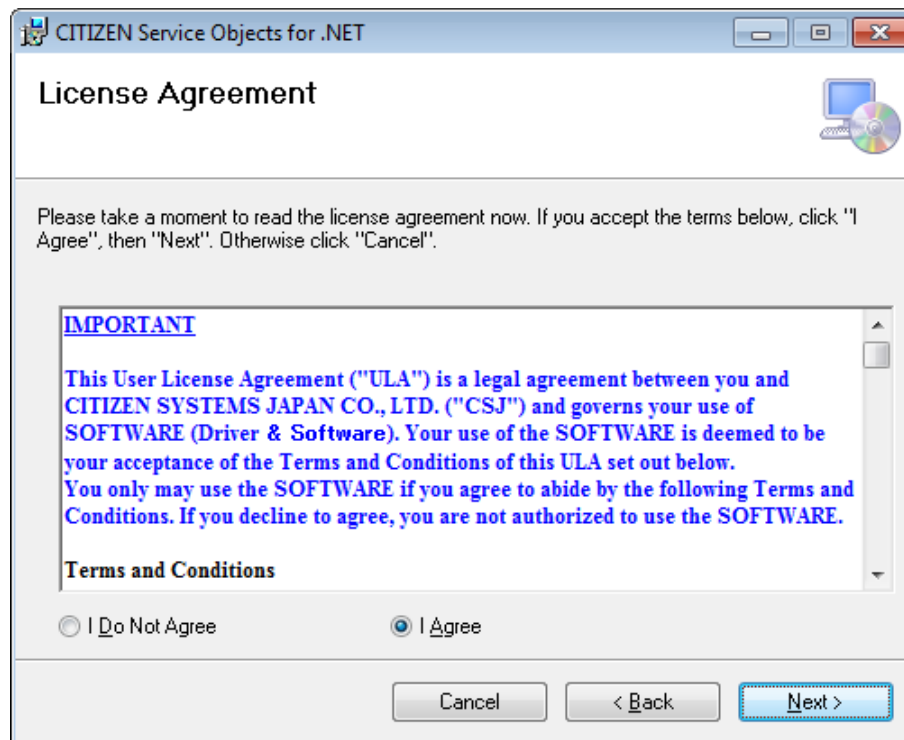 CITIZEN Service Objects for .NET
License Agreement
Please take a moment to read the license agreement now. If you accept the terms below, click "I
Agree", then "Next". Otherwise click "Cancel".
IMPORTANT
This User License Agreement ("ULA") is a legal agreement between you and
CITIZEN SYSTEMS JAPAN CO., LTD. ("CSJ") and governs your use of
SOFTWARE (Driver & Software). Your use of the SOFTWARE is deemed to be
your acceptance of the Terms and Conditions of this ULA set out below.
You only may use the SOFTWARE if you agree to abide by the following Terms and
Conditions. If you decline to agree, you are not authorized to use the SOFTWARE.
Terms and Conditions
I Do Not Agree
I Agree
Cancel
< Back
Next >